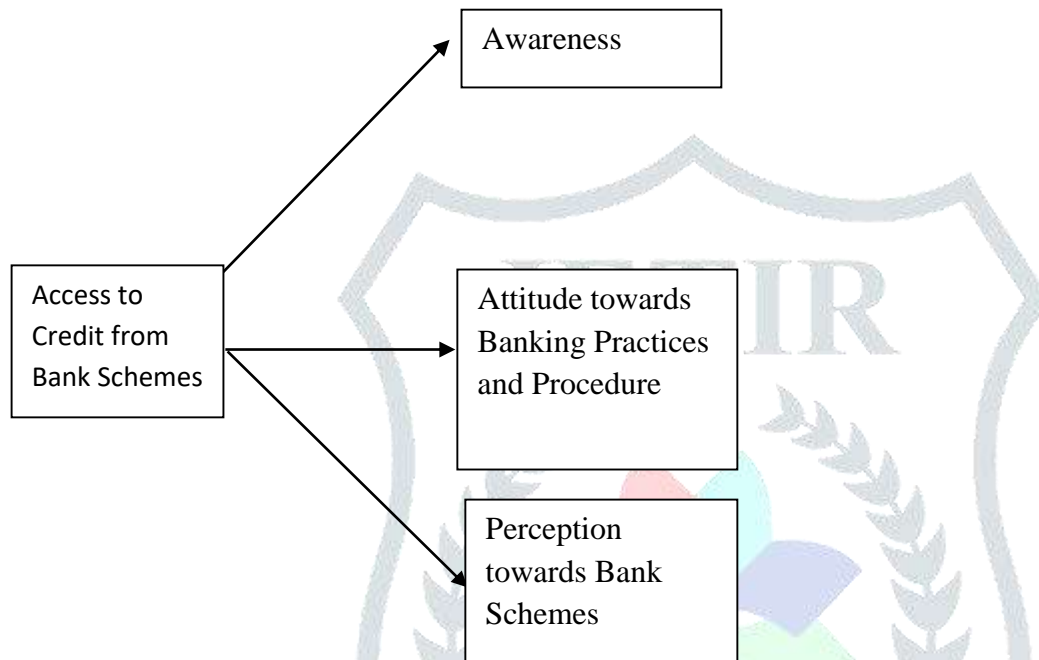 Awareness
Access to
Credit from
Bank Schemes
Attitude towards
Banking Practices
and Procedure
Perception
towards Bank
Schemes